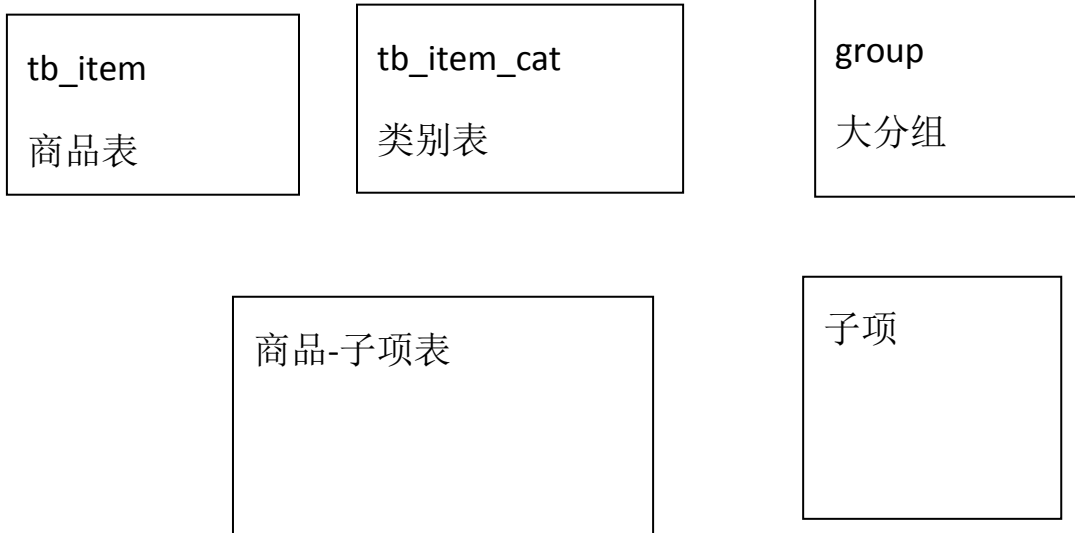 tb_item
商品表
tb_item_cat
类别表
group
大分组
商品-子项表
子项